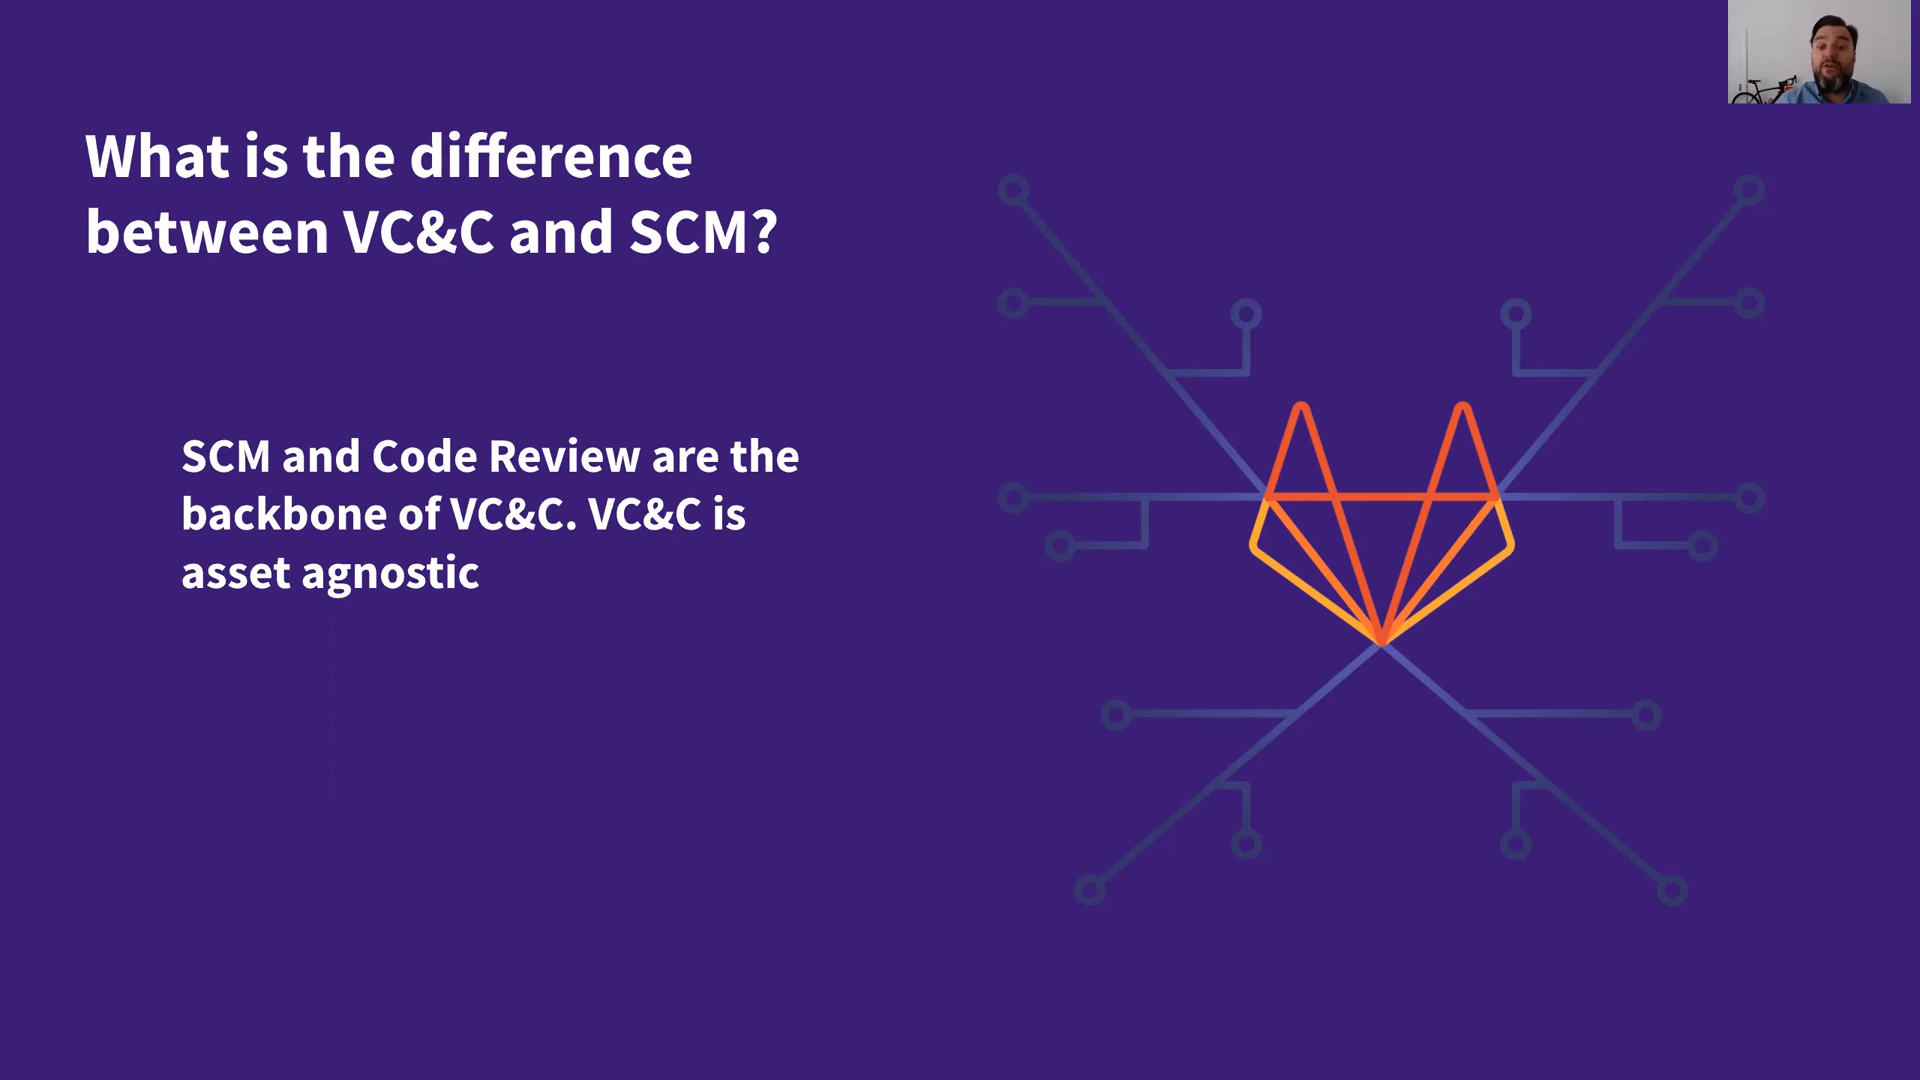 What is the difference
between VC&C and SCM?
SCM and Code Review are the
backbone of VC&C. VC&C is
asset agnostic